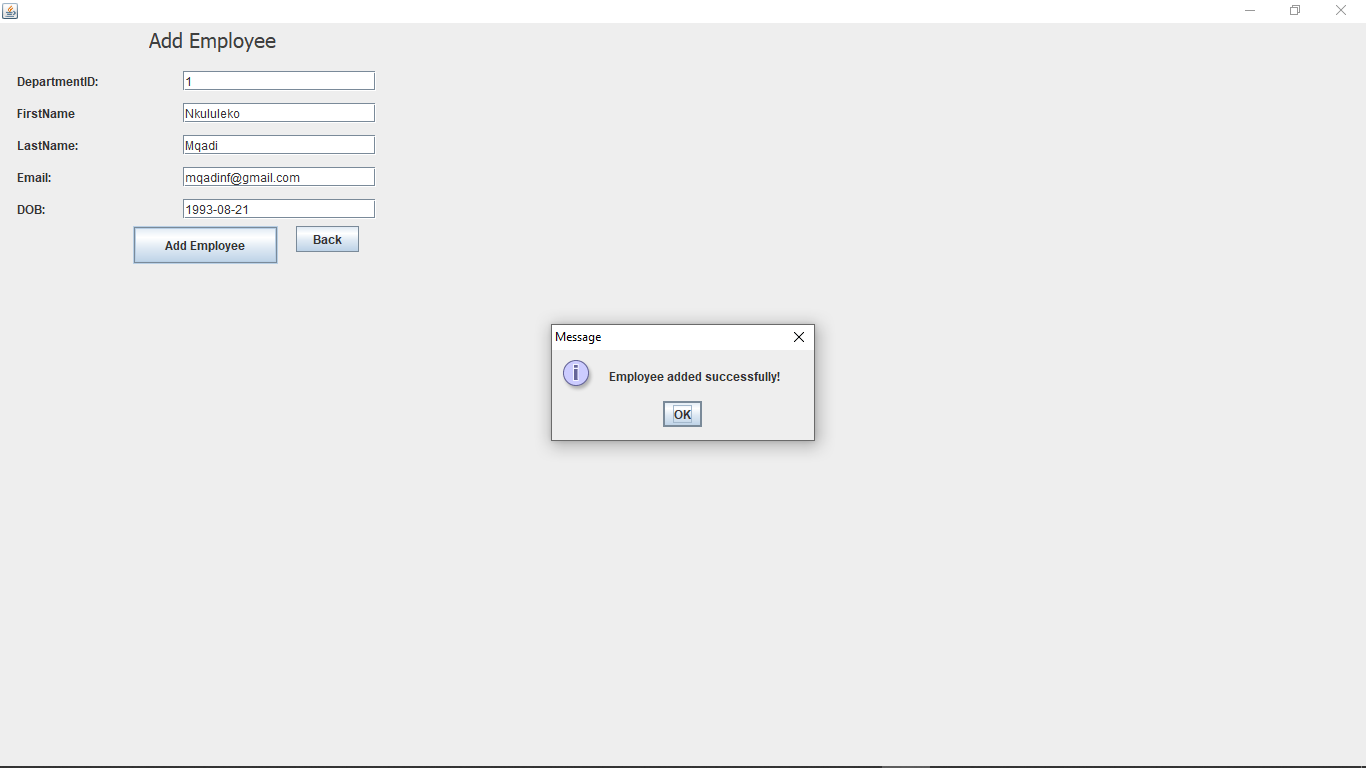 Add Employee
DepartmentID: 1
FirstName Nkululeko
LastName: Mqadi
Email: mqadinf@gmail.com
DOB: 1993-08-21
Add Employee Back
Message
Employee added successfully!
OK